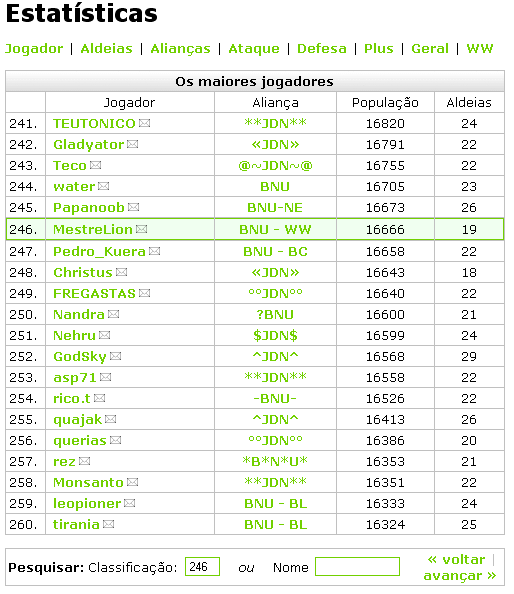 Estatísticas
Jogador | Aldeias | Alianças | Ataque | Defesa | Plus | Geral | WW
Os maiores jogadores
Jogador Aliança População Aldeias
241. TEUTONICO **JDN** 16820 24
242. Gladyator «JDN» 16791 22
243. Teco @~JDN~@ 16755 22
244. water BNU 16705 23
245. Papanoob BNU-NE 16673 26
246. MestreLion BNU - WW 16666 19
247. Pedro_Kuera BNU - BC 16658 22
248. Christus «JDN» 16643 18
249. FREGASTAS ººJDNºº 16640 22
250. Nandra ?BNU 16600 21
251. Nehru $JDN$ 16599 24
252. GodSky ^JDN^ 16568 29
253. asp71 **JDN** 16558 22
254. rico.t -BNU- 16526 22
255. quajak ^JDN^ 16413 26
256. querias ººJDNºº 16386 20
257. rez *B*N*U* 16353 21
258. Monsanto **JDN** 16351 22
259. leopioner BNU - BL 16333 24
260. tirania BNU - BL 16324 25
Pesquisar: Classificação: 246 ou Nome « voltar |
avançar »